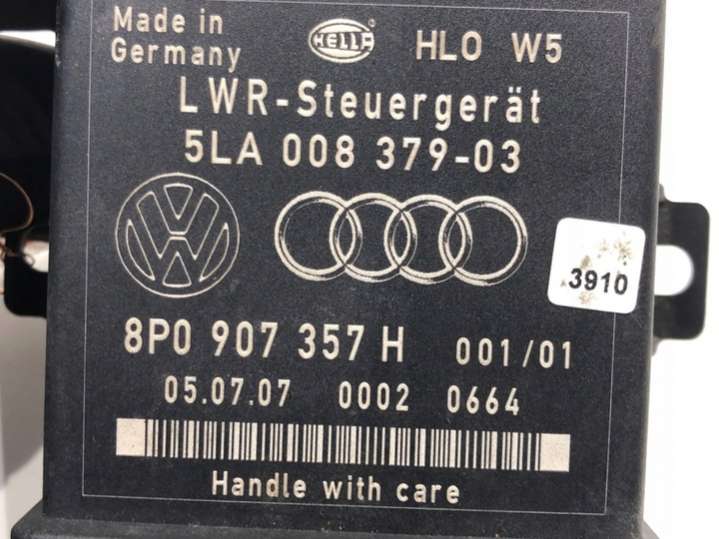 Made in
Germany
HELLA
HLO W5
LWR-Steuergerät
5LA 008 379-03
3910
8P0 907 357 H 001/01
05.07.07 0002 0664
Handle with care